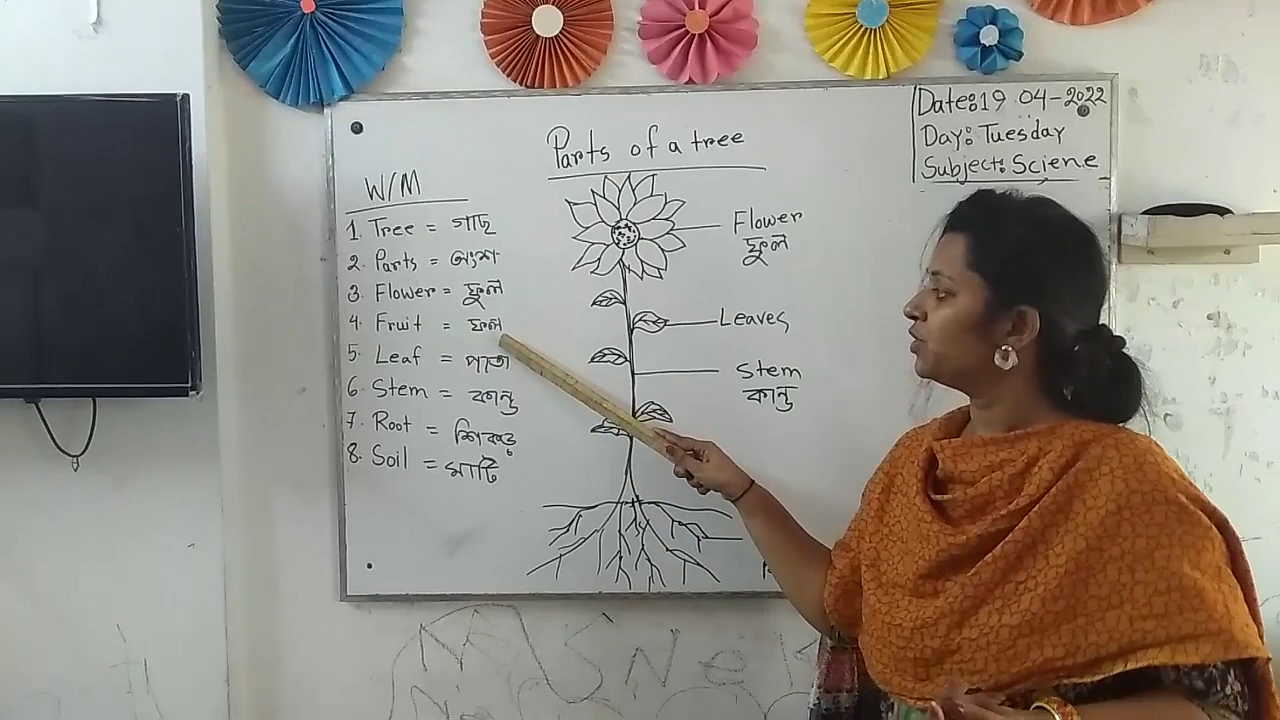 Parts of a tree
Date: 19 04-2022
Day: Tuesday
Subject: Sciene
W/M
1. Tree = গাছ
2. Parts = অংশ
3. Flower = ফুল
4. Fruit = ফল
5. Leaf = পাতা
6. Stem = কান্ড
7. Root = শিকড়
8. Soil = মাটি
Flower
ফুল
Leaves
Stem
কান্ড